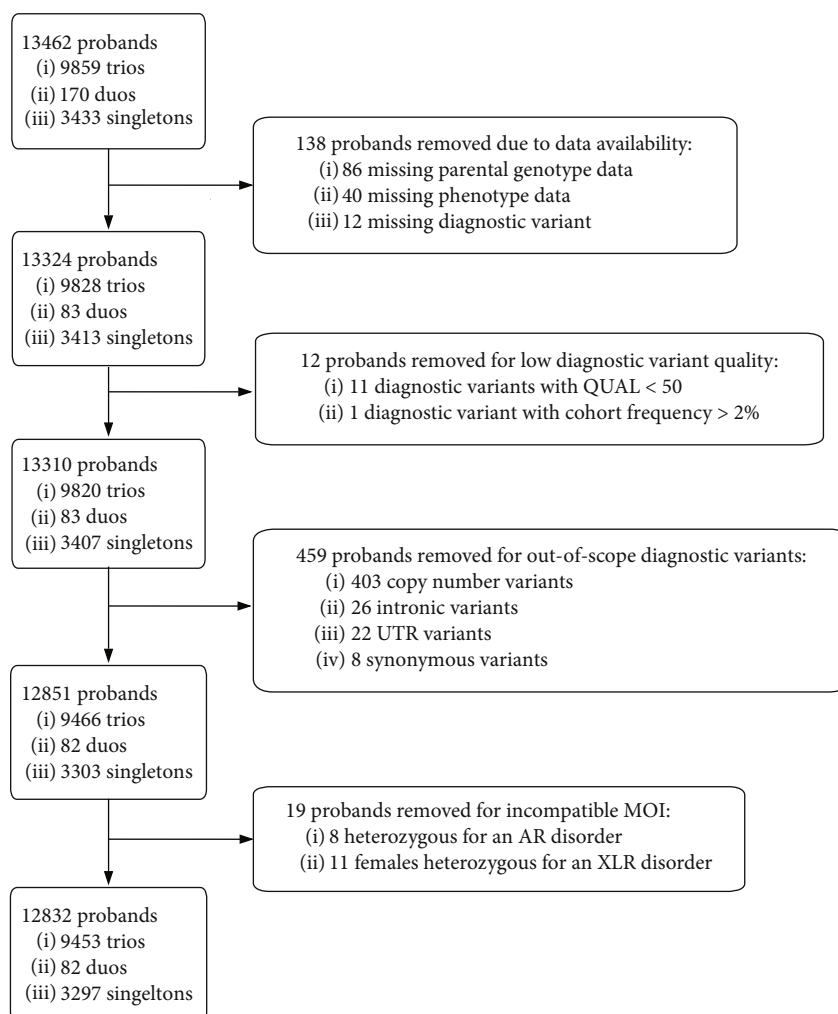 13462 probands
(i) 9859 trios
(ii) 170 duos
(iii) 3433 singletons
138 probands removed due to data availability:
(i) 86 missing parental genotype data
(ii) 40 missing phenotype data
(iii) 12 missing diagnostic variant
13324 probands
(i) 9828 trios
(ii) 83 duos
(iii) 3413 singletons
12 probands removed for low diagnostic variant quality:
(i) 11 diagnostic variants with QUAL < 50
(ii) 1 diagnostic variant with cohort frequency > 2%
13310 probands
(i) 9820 trios
(ii) 83 duos
(iii) 3407 singletons
459 probands removed for out-of-scope diagnostic variants:
(i) 403 copy number variants
(ii) 26 intronic variants
(iii) 22 UTR variants
(iv) 8 synonymous variants
12851 probands
(i) 9466 trios
(ii) 82 duos
(iii) 3303 singletons
19 probands removed for incompatible MOI:
(i) 8 heterozygous for an AR disorder
(ii) 11 females heterozygous for an XLR disorder
12832 probands
(i) 9453 trios
(ii) 82 duos
(iii) 3297 singeltons